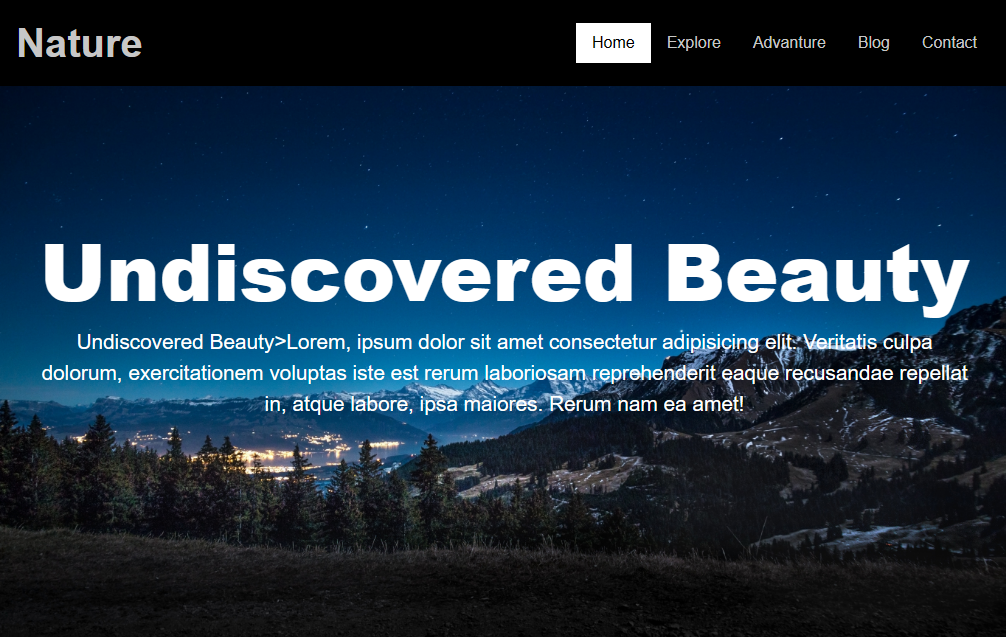 Nature
Home
Explore
Advanture
Blog
Contact
Undiscovered Beauty
Undiscovered Beauty>Lorem, ipsum dolor sit amet consectetur adipisicing elit. Veritatis culpa
dolorum, exercitationem voluptas iste est rerum laboriosam reprehenderit eaque recusandae repellat
in, atque labore, ipsa maiores. Rerum nam ea amet!